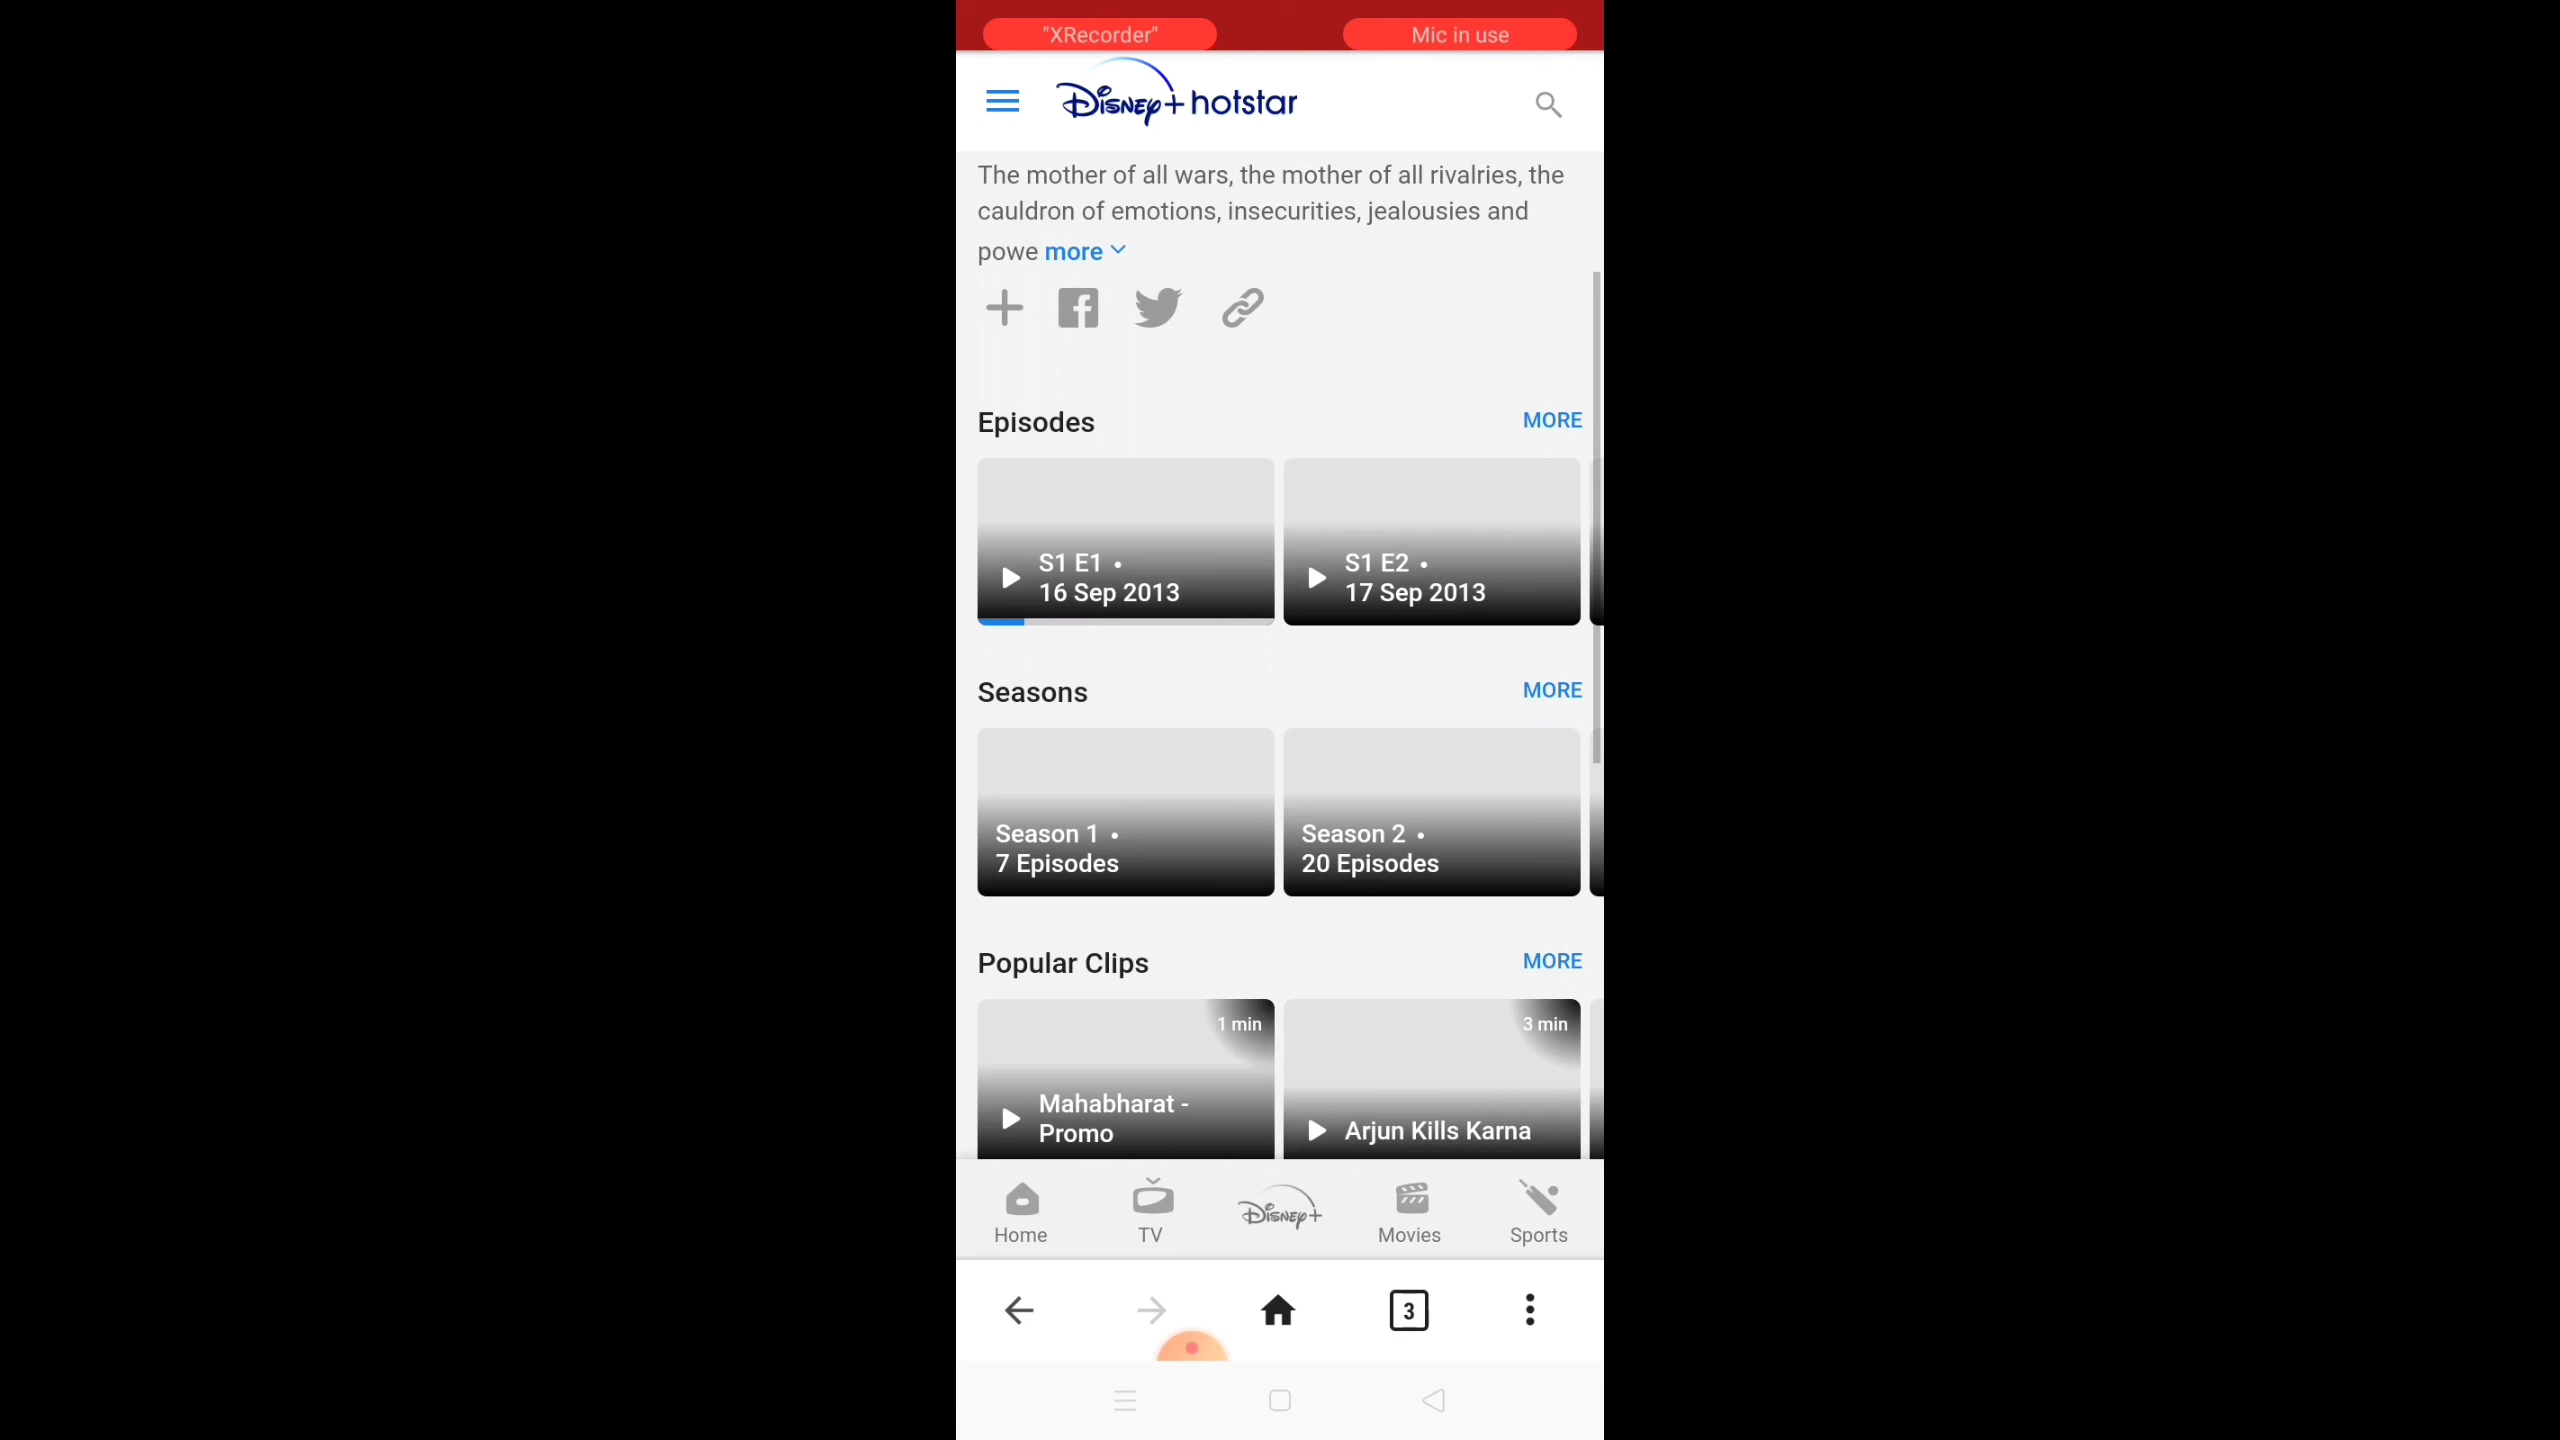 "XRecorder"
Mic in use
Disney+ hotstar
The mother of all wars, the mother of all rivalries, the
cauldron of emotions, insecurities, jealousies and
powe more
Episodes
MORE
S1 E1 •
16 Sep 2013
S1 E2 •
17 Sep 2013
Seasons
MORE
Season 1 •
7 Episodes
Season 2 •
20 Episodes
Popular Clips
MORE
1 min
3 min
Mahabharat -
Promo
Arjun Kills Karna
Home
TV
Disney+
Movies
Sports
3